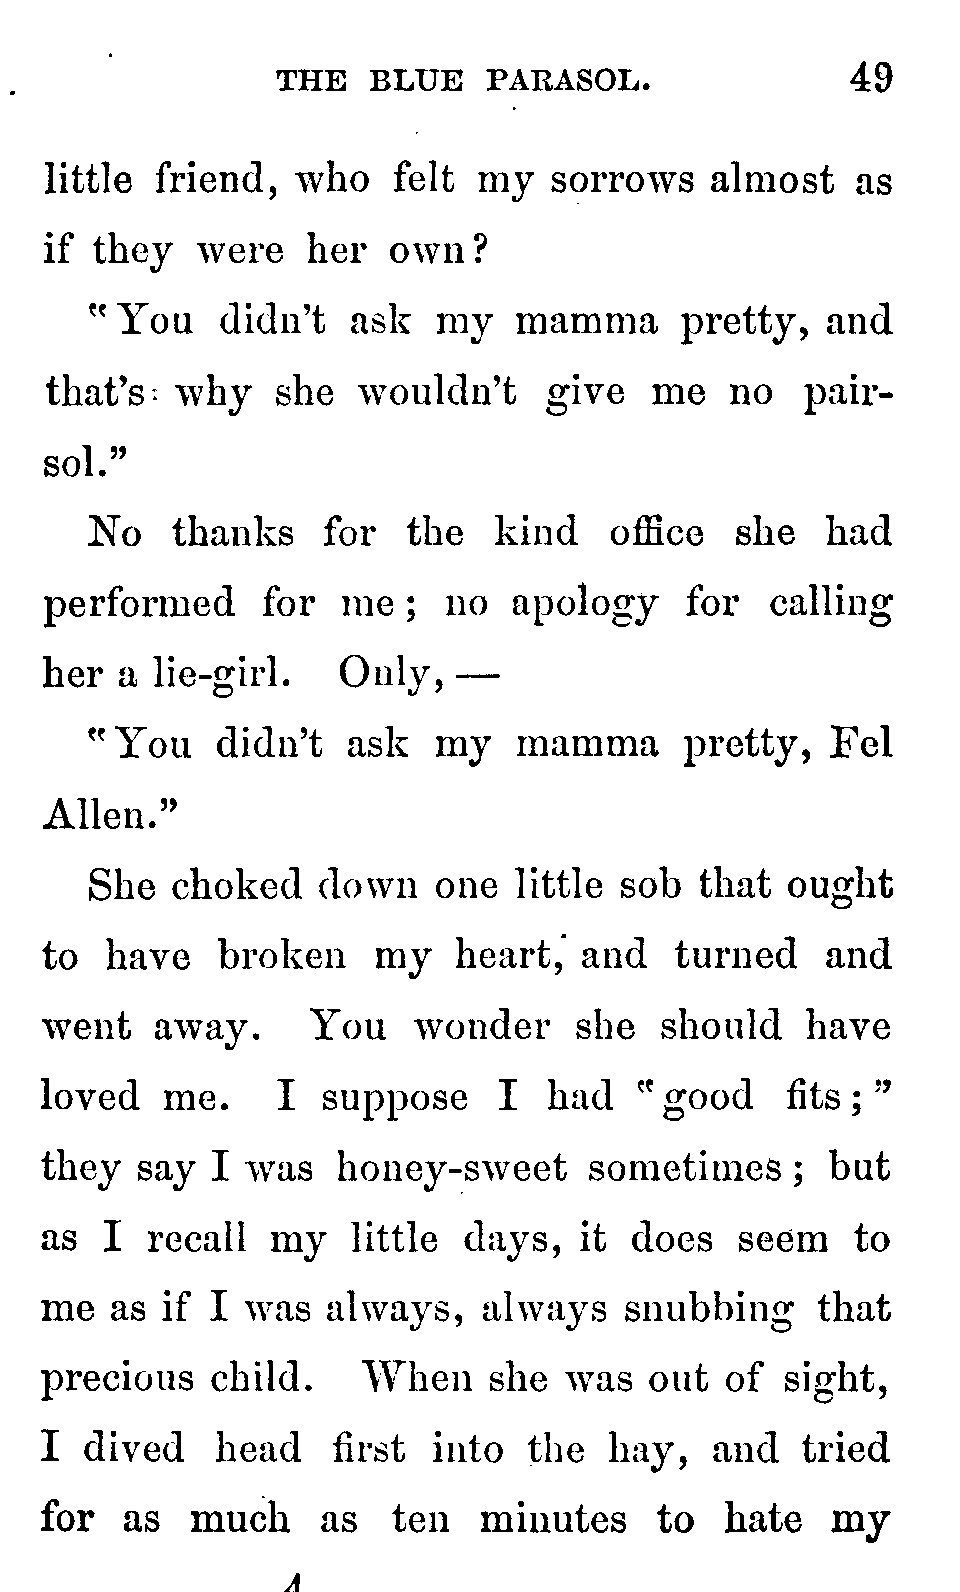 THE BLUE PARASOL. 49
little friend, who felt my sorrows almost as
if they were her own?
"You didn't ask my mamma pretty, and
that's why she wouldn't give me no pair-
sol."
No thanks for the kind office she had
performed for me; no apology for calling
her a lie-girl. Only, —
"You didn't ask my mamma pretty, Fel
Allen."
She choked down one little sob that ought
to have broken my heart, and turned and
went away. You wonder she should have
loved me. I suppose I had "good fits;"
they say I was honey-sweet sometimes; but
as I recall my little days, it does seem to
me as if I was always, always snubbing that
precious child. When she was out of sight,
I dived head first into the hay, and tried
for as much as ten minutes to hate my
4